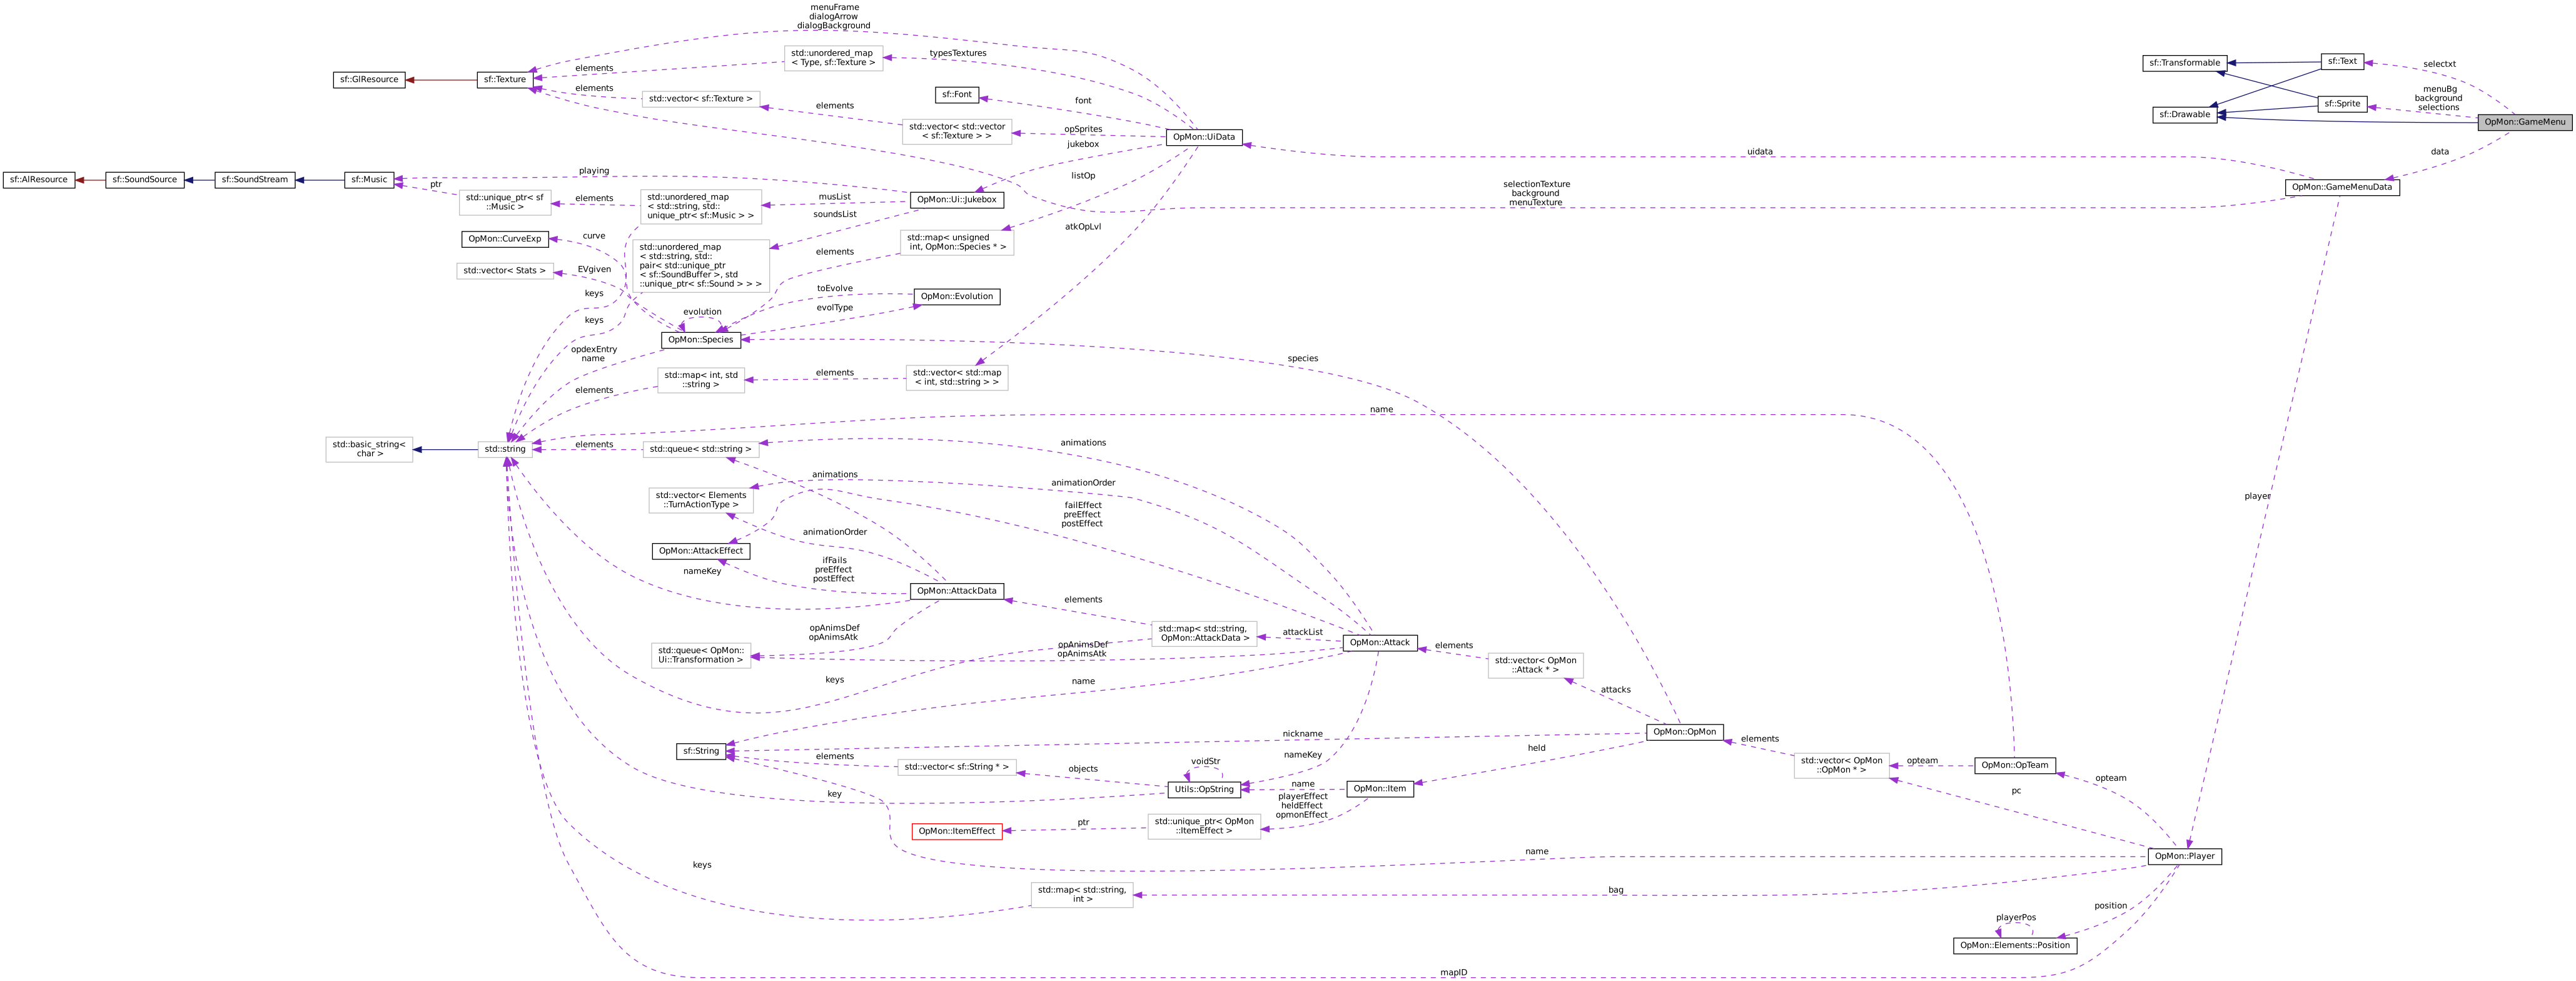 menuFrame
dialogArrow
dialogBackground
sf::GlResource
sf::Texture
elements
std::unordered_map
< Type, sf::Texture >
typesTextures
elements
std::vector< sf::Texture >
elements
sf::Font
font
std::vector< std::vector
< sf::Texture > >
opSprites
OpMon::UiData
jukebox
listOp
atkOpLvl
sf::Transformable
sf::Drawable
sf::Text
sf::Sprite
selectxt
menuBg
background
selections
OpMon::GameMenu
data
uidata
OpMon::GameMenuData
selectionTexture
background
menuTexture
sf::AlResource
sf::SoundSource
sf::SoundStream
sf::Music
playing
ptr
std::unique_ptr< sf
::Music >
elements
std::unordered_map
< std::string, std::
unique_ptr< sf::Music > >
musList
soundsList
OpMon::Ui::Jukebox
OpMon::CurveExp
curve
std::vector< Stats >
EVgiven
std::unordered_map
< std::string, std::
pair< std::unique_ptr
< sf::SoundBuffer >, std
::unique_ptr< sf::Sound > > >
elements
std::map< unsigned
int, OpMon::Species * >
keys
keys
toEvolve
evolType
OpMon::Evolution
evolution
OpMon::Species
opdexEntry
name
species
std::map< int, std
::string >
elements
std::vector< std::map
< int, std::string > >
elements
name
std::basic_string<
char >
std::string
elements
std::queue< std::string >
animations
animations
std::vector< Elements
::TurnActionType >
animationOrder
animationOrder
failEffect
preEffect
postEffect
OpMon::AttackEffect
ifFails
preEffect
postEffect
nameKey
OpMon::AttackData
elements
std::map< std::string,
OpMon::AttackData >
attackList
OpMon::Attack
opAnimsDef
opAnimsAtk
std::queue< OpMon::
Ui::Transformation >
opAnimsDef
opAnimsAtk
keys
name
elements
std::vector< OpMon
::Attack * >
attacks
player
OpMon::OpMon
nickname
held
elements
std::vector< OpMon
::OpMon * >
opteam
OpMon::OpTeam
opteam
pc
sf::String
elements
std::vector< sf::String * >
objects
voidStr
Utils::OpString
nameKey
name
OpMon::Item
key
playerEffect
heldEffect
opmonEffect
OpMon::ItemEffect
ptr
std::unique_ptr< OpMon
::ItemEffect >
name
OpMon::Player
keys
std::map< std::string,
int >
bag
position
playerPos
OpMon::Elements::Position
mapID